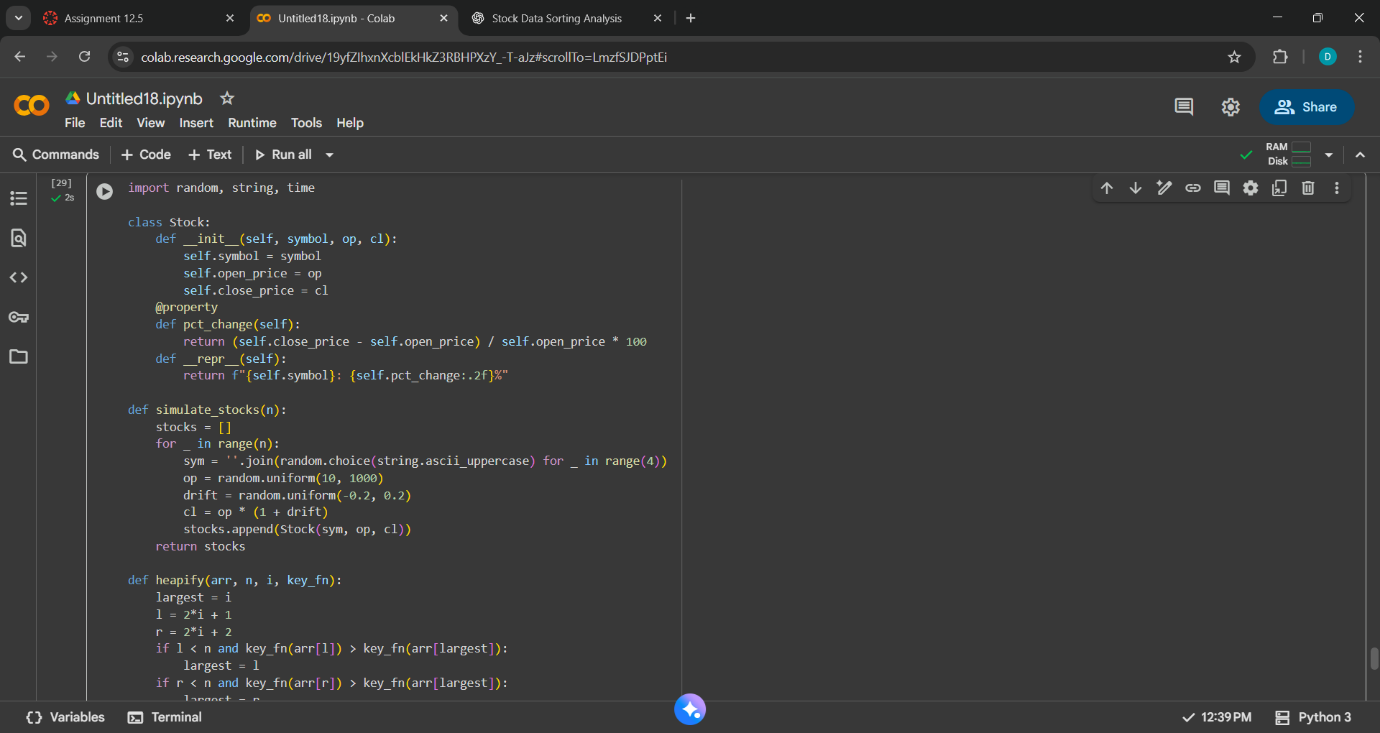 Assignment 12.5
Untitled18.ipynb - Colab
Stock Data Sorting Analysis
colab.research.google.com/drive/19yfZIhxnXcblEkHkZ3RBHPXzY_-T-aJz#scrollTo=LmzfSJDPptEi
D
Untitled18.ipynb
File Edit View Insert Runtime Tools Help
Share
Commands + Code + Text Run all
RAM
Disk
[29]
2s
import random, string, time
class Stock:
    def __init__(self, symbol, op, cl):
        self.symbol = symbol
        self.open_price = op
        self.close_price = cl
    @property
    def pct_change(self):
        return (self.close_price - self.open_price) / self.open_price * 100
    def __repr__(self):
        return f"{self.symbol}: {self.pct_change:.2f}%"
def simulate_stocks(n):
    stocks = []
    for _ in range(n):
        sym = ''.join(random.choice(string.ascii_uppercase) for _ in range(4))
        op = random.uniform(10, 1000)
        drift = random.uniform(-0.2, 0.2)
        cl = op * (1 + drift)
        stocks.append(Stock(sym, op, cl))
    return stocks
def heapify(arr, n, i, key_fn):
    largest = i
    l = 2*i + 1
    r = 2*i + 2
    if l < n and key_fn(arr[l]) > key_fn(arr[largest]):
        largest = l
    if r < n and key_fn(arr[r]) > key_fn(arr[largest]):
        largest = r
{} Variables Terminal
12:39 PM Python 3